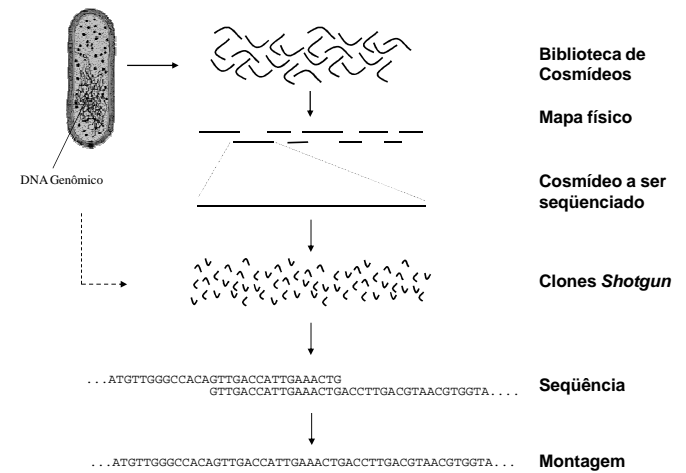 Biblioteca de
Cosmídeos
Mapa físico
DNA Genômico
Cosmídeo a ser
seqüenciado
Clones Shotgun
...ATGTTGGGCCACAGTTGACCATTGAAACTG
GTTGACCATTGAAACTGACCTTGACGTAACGTGGTA....
Seqüência
...ATGTTGGGCCACAGTTGACCATTGAAACTGACCTTGACGTAACGTGGTA...
Montagem